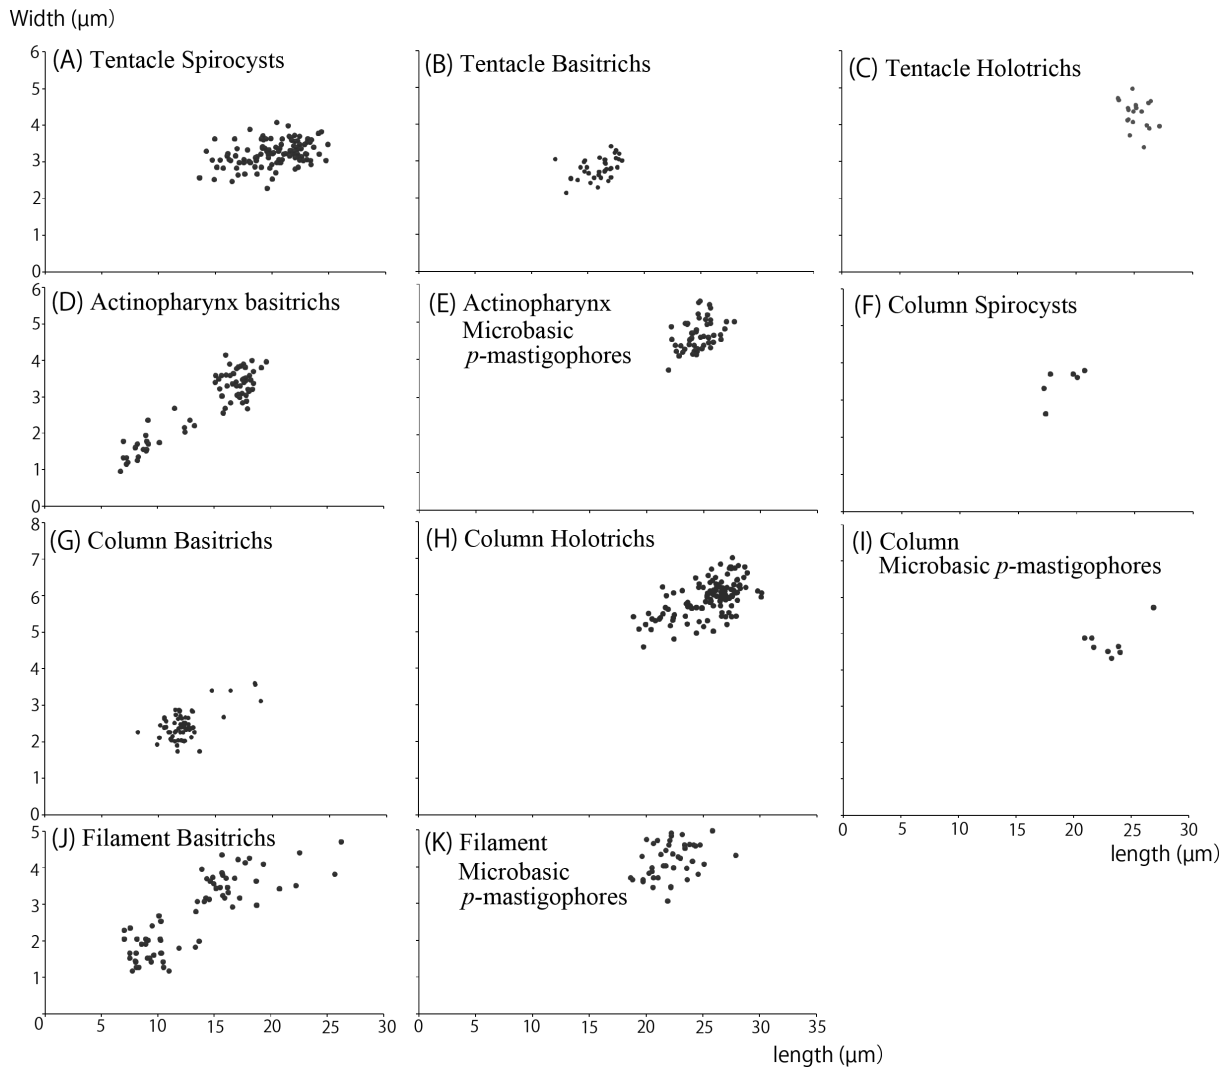 Width (μm)
(A) Tentacle Spirocysts
(B) Tentacle Basitrichs
(C) Tentacle Holotrichs
6
5
4
3
2
1
0
(D) Actinopharynx basitrichs
(E) Actinopharynx
Microbasic
p-mastigophores
(F) Column Spirocysts
6
5
4
3
2
1
0
(G) Column Basitrichs
(H) Column Holotrichs
(I) Column
Microbasic p-mastigophores
8
7
6
5
4
3
2
1
0
0 5 10 15 20 25 30
length (μm)
(J) Filament Basitrichs
(K) Filament
Microbasic
p-mastigophores
5
4
3
2
1
0 5 10 15 20 25 30
0 5 10 15 20 25 30 35
length (μm)